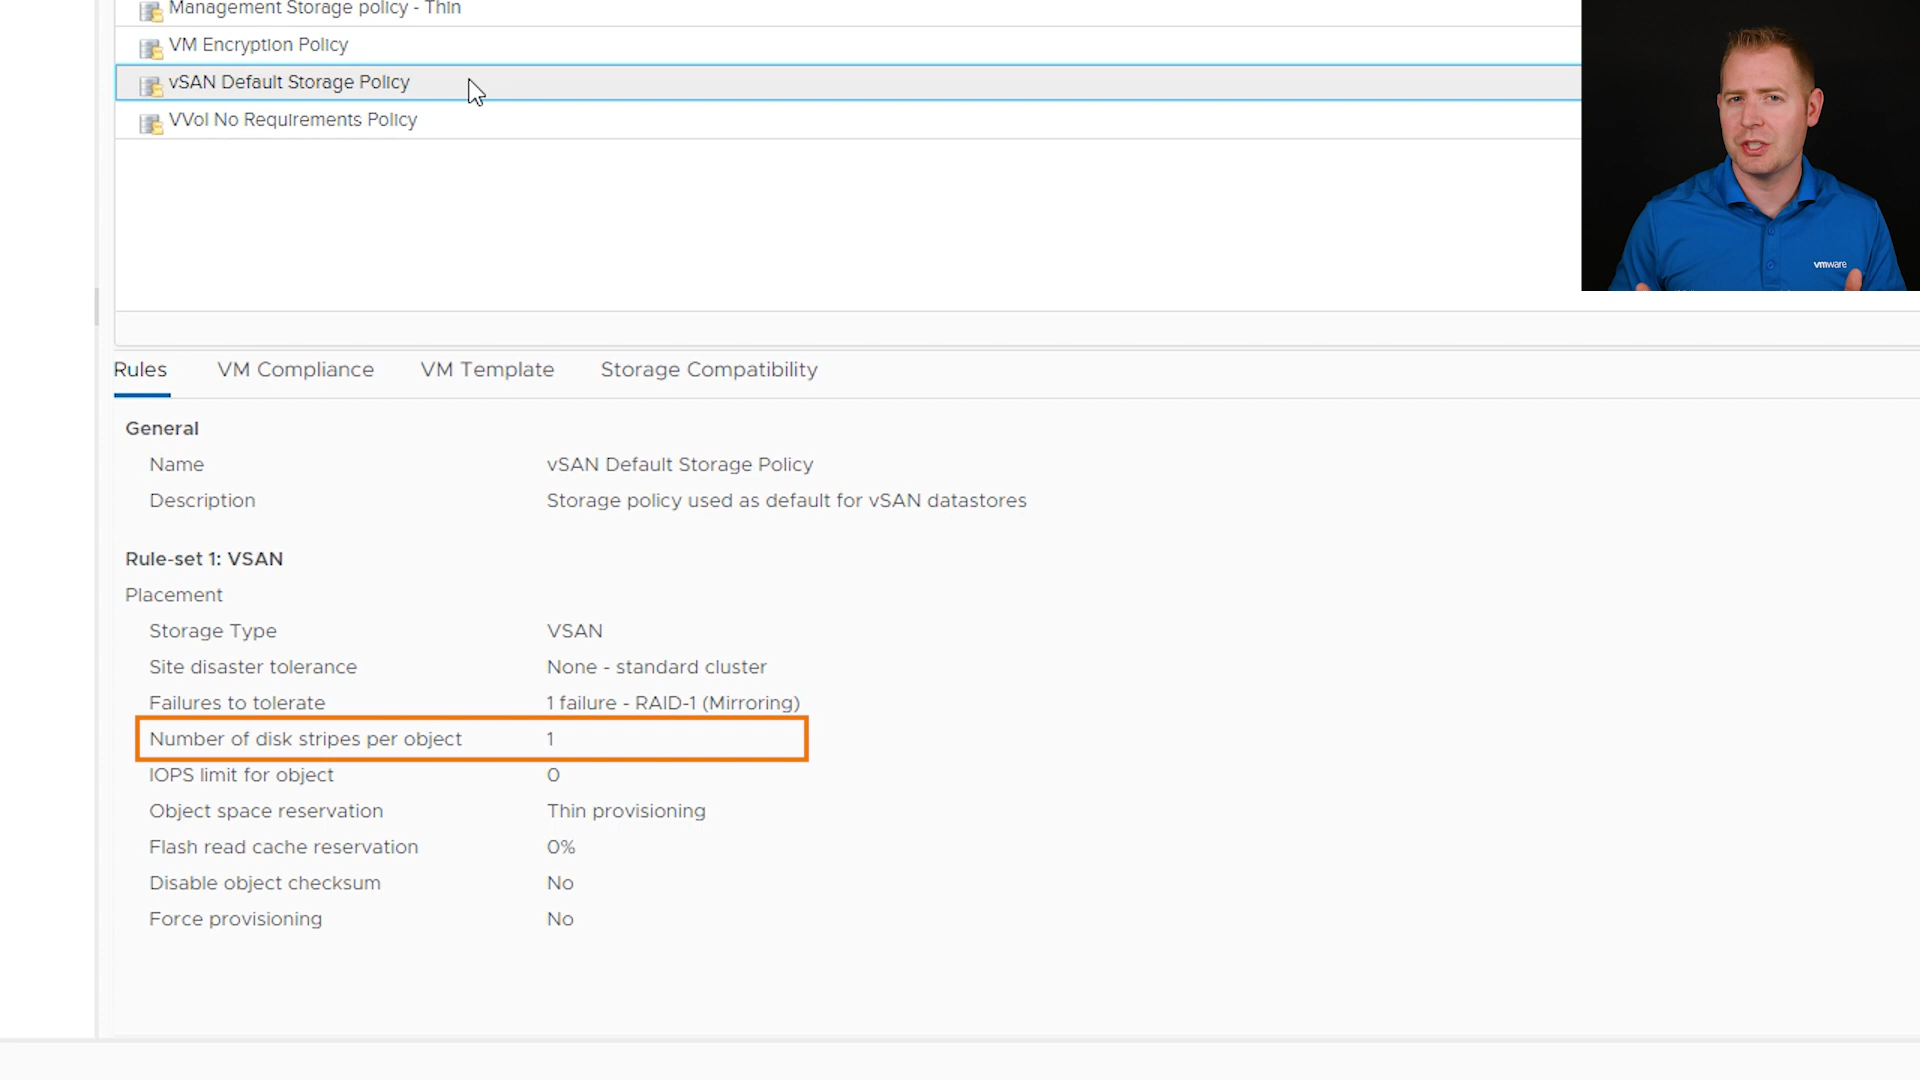 Management Storage policy - Thin
VM Encryption Policy
vSAN Default Storage Policy
VVol No Requirements Policy
vmware
Rules VM Compliance VM Template Storage Compatibility
General
Name vSAN Default Storage Policy
Description Storage policy used as default for vSAN datastores
Rule-set 1: VSAN
Placement
Storage Type VSAN
Site disaster tolerance None - standard cluster
Failures to tolerate 1 failure - RAID-1 (Mirroring)
Number of disk stripes per object 1
IOPS limit for object 0
Object space reservation Thin provisioning
Flash read cache reservation 0%
Disable object checksum No
Force provisioning No